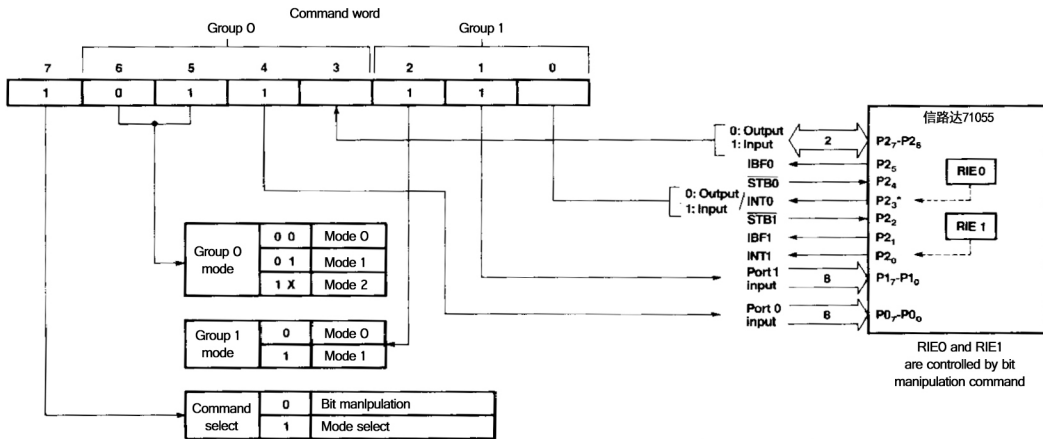 Command word
Group 0
Group 1
7 6 5 4 3 2 1 0
1 0 1 1 1 1
信路达71055
0: Output
1: Input
2
P2₇-P2₆
IBF0
P2₅
RIE0
STB0
P2₄
0: Output
1: Input
/
INT0
P2₃*
STB1
P2₂
RIE 1
IBF1
P2₁
INT1
P2₀
Port 1
input
8
P1₇-P1₀
Port 0
input
8
P0₇-P0₀
RIE0 and RIE1
are controlled by bit
manipulation command
Group 0
mode
0 0
Mode 0
0 1
Mode 1
1 X
Mode 2
Group 1
mode
0
Mode 0
1
Mode 1
Command
select
0
Bit manlpulation
1
Mode select